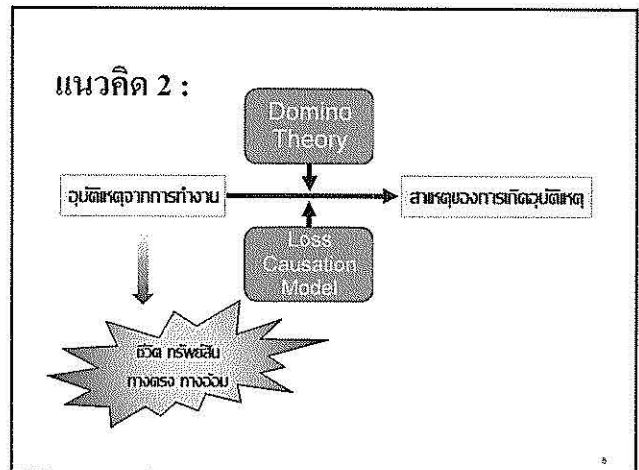 แนวคิด 2 :
Domino
Theory
อุบัติเหตุจากการทำงาน
สาเหตุของการเกิดอุบัติเหตุ
Loss
Causation
Model
ชีวิต ทรัพย์สิน
ทางตรง ทางอ้อม